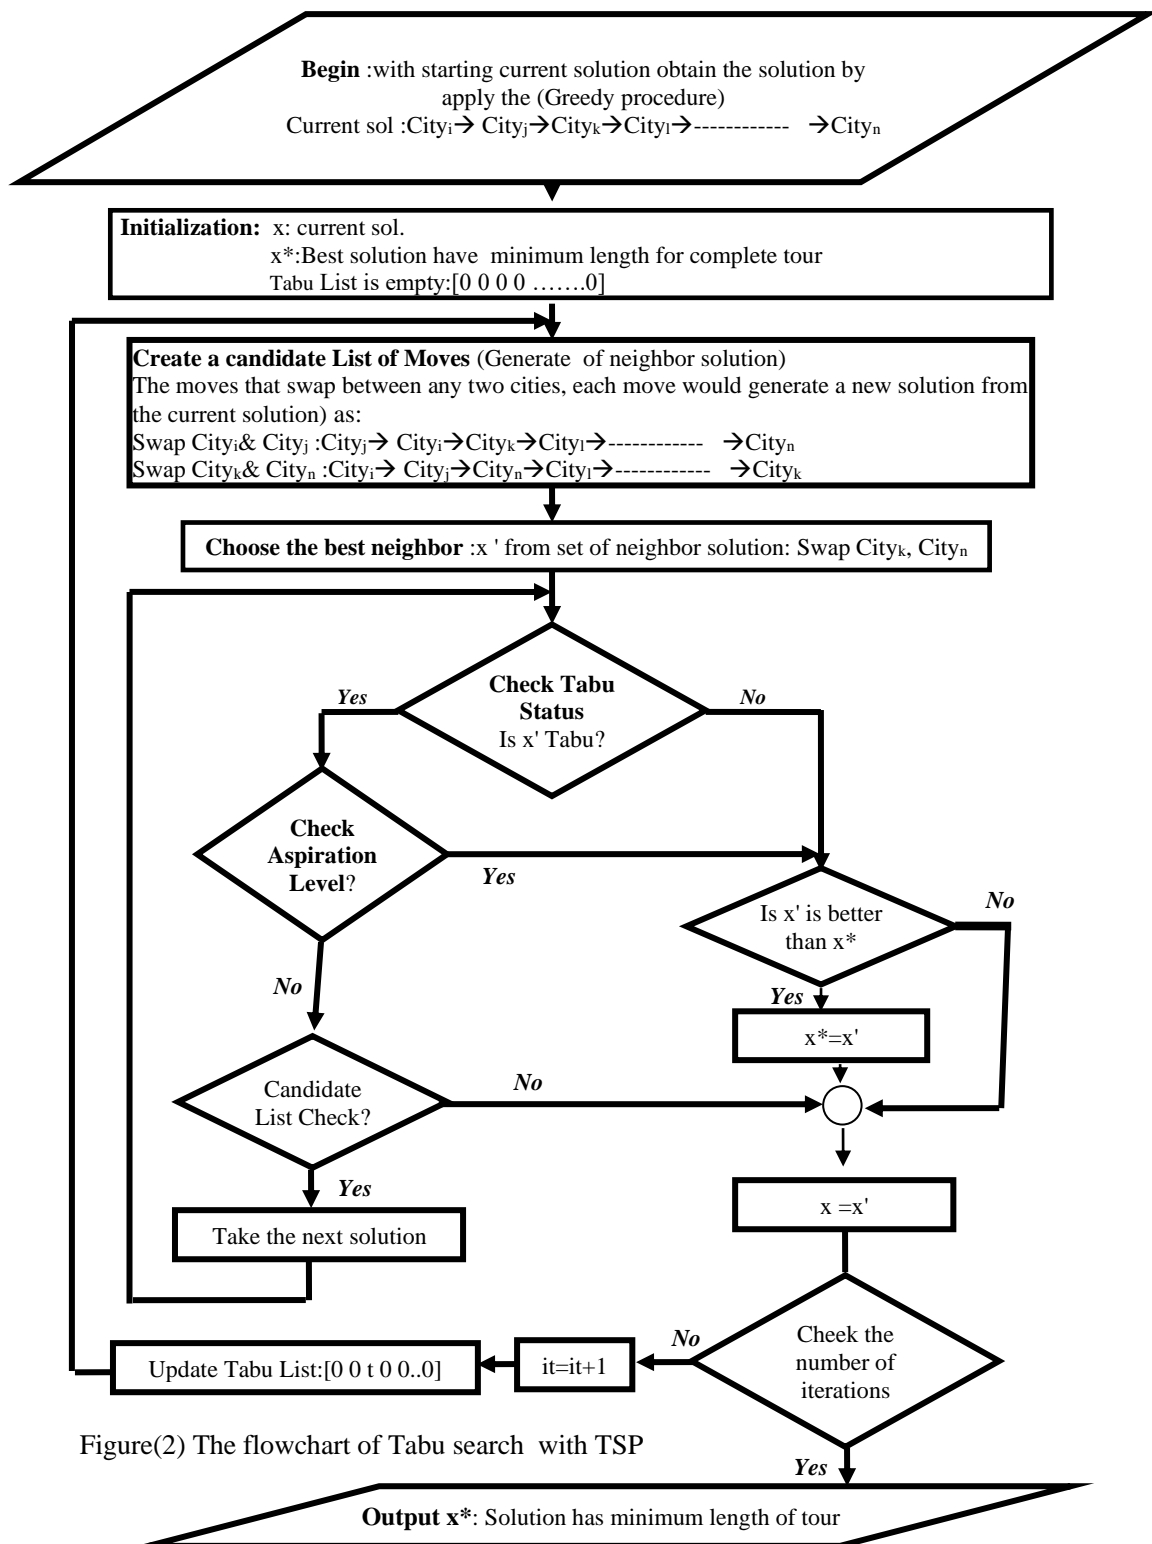 Begin :with starting current solution obtain the solution by
apply the (Greedy procedure)
Current sol :Cityi→ Cityj→Cityk→Cityl→------------ →Cityn
Initialization: x: current sol.
x*:Best solution have minimum length for complete tour
Tabu List is empty:[0 0 0 0 …….0]
Create a candidate List of Moves (Generate of neighbor solution)
The moves that swap between any two cities, each move would generate a new solution from
the current solution) as:
Swap Cityi& Cityj :Cityj→ Cityi→Cityk→Cityl→------------ →Cityn
Swap Cityk& Cityn :Cityi→ Cityj→Cityn→Cityl→------------ →Cityk
Choose the best neighbor :x ' from set of neighbor solution: Swap Cityk, Cityn
Yes
Check Tabu
Status
Is x' Tabu?
No
Check
Aspiration
Level?
Yes
Is x' is better
than x*
No
No
Yes
x*=x'
Candidate
List Check?
No
Yes
x =x'
Take the next solution
Cheek the
number of
iterations
No
it=it+1
Update Tabu List:[0 0 t 0 0..0]
Figure(2) The flowchart of Tabu search with TSP
Yes
Output x*: Solution has minimum length of tour